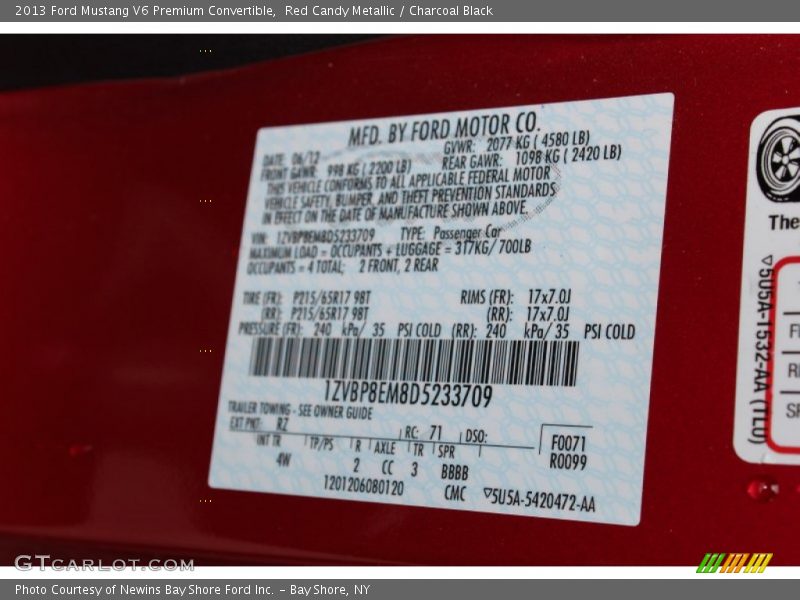 2013 Ford Mustang V6 Premium Convertible,  Red Candy Metallic / Charcoal Black
MFD. BY FORD MOTOR CO.
DATE: 06/12
GVWR: 2077 KG ( 4580 LB)
FRONT GAWR: 998 KG ( 2200 LB)
REAR GAWR: 1098 KG ( 2420 LB)
THIS VEHICLE CONFORMS TO ALL APPLICABLE FEDERAL MOTOR
VEHICLE SAFETY, BUMPER, AND THEFT PREVENTION STANDARDS
IN EFFECT ON THE DATE OF MANUFACTURE SHOWN ABOVE.
VIN: 1ZVBP8EM8D5233709 TYPE: Passenger Car
MAXIMUM LOAD = OCCUPANTS + LUGGAGE = 317KG/ 700LB
OCCUPANTS = 4 TOTAL; 2 FRONT, 2 REAR
TIRE (FR): P215/65R17 98T RIMS (FR): 17x7.0J
(RR): P215/65R17 98T (RR): 17x7.0J
PRESSURE (FR): 240 kPa/ 35 PSI COLD (RR): 240 kPa/ 35 PSI COLD
1ZVBP8EM8D5233709
TRAILER TOWING - SEE OWNER GUIDE
EXT PNT: RZ RC: 71 DSO: F0071
INT TR TP/PS R AXLE TR SPR R0099
4W 2 CC 3 BBBB
1201206080120 CMC ▽5U5A-5420472-AA
The
▽5U5A-1532-AA (TL0)
GTCARLOT.COM
Photo Courtesy of Newins Bay Shore Ford Inc. - Bay Shore, NY